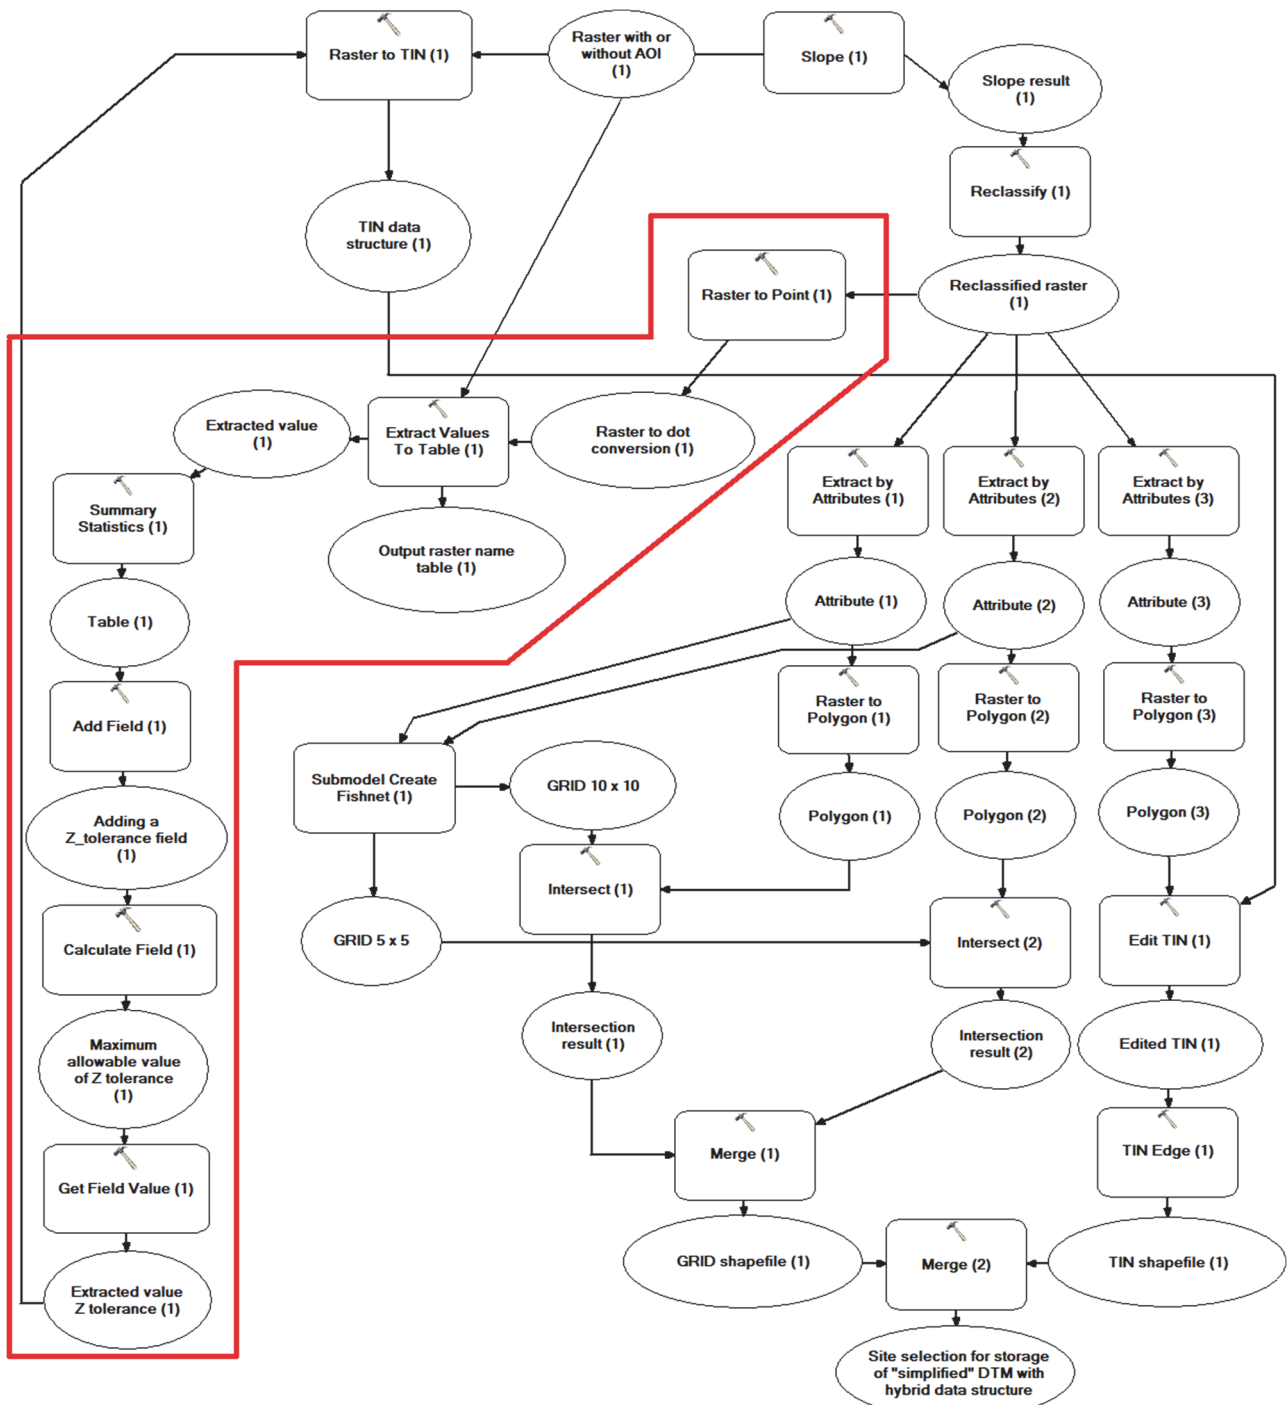 Raster to TIN (1)
Raster with or
without AOI
(1)
Slope (1)
Slope result
(1)
Reclassify (1)
TIN data
structure (1)
Raster to Point (1)
Reclassified raster
(1)
Extracted value
(1)
Extract Values
To Table (1)
Raster to dot
conversion (1)
Extract by
Attributes (1)
Extract by
Attributes (2)
Extract by
Attributes (3)
Summary
Statistics (1)
Output raster name
table (1)
Table (1)
Attribute (1)
Attribute (2)
Attribute (3)
Add Field (1)
Raster to
Polygon (1)
Raster to
Polygon (2)
Raster to
Polygon (3)
Submodel Create
Fishnet (1)
GRID 10 x 10
Adding a
Z_tolerance field
(1)
Polygon (1)
Polygon (2)
Polygon (3)
Intersect (1)
Calculate Field (1)
GRID 5 x 5
Intersect (2)
Edit TIN (1)
Maximum
allowable value
of Z tolerance
(1)
Intersection
result (1)
Intersection
result (2)
Edited TIN (1)
Get Field Value (1)
Merge (1)
TIN Edge (1)
Extracted value
Z tolerance (1)
GRID shapefile (1)
Merge (2)
TIN shapefile (1)
Site selection for storage
of "simplified" DTM with
hybrid data structure